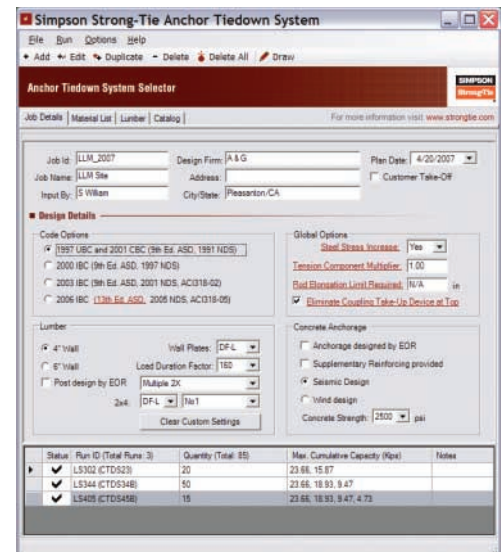 Simpson Strong-Tie Anchor Tiedown System
File Run Options Help
Add Edit Duplicate Delete Delete All Draw
Anchor Tiedown System Selector
SIMPSON
Strong-Tie
Job Details Material List Lumber Catalog For more information visit www.strongtie.com
Job Id: LLM_2007 Design Firm: A & G Plan Date: 4/20/2007
Job Name: LLM Site Address: Customer Take-Off
Input By: S William City/State: Pleasanton/CA
Design Details
Code Options
1997 UBC and 2001 CBC (9th Ed. ASD, 1991 NDS)
2000 IBC (9th Ed. ASD, 1997 NDS)
2003 IBC (9th Ed. ASD, 2001 NDS, ACI318-02)
2006 IBC (13th Ed. ASD, 2005 NDS, ACI318-05)
Global Options
Steel Stress Increase: Yes
Tension Component Multiplier: 1.00
Rod Elongation Limit Required: N/A in
Eliminate Coupling Take-Up Device at Top
Lumber
4" Wall Wall Plates: DF-L
6" Wall Load Duration Factor: 160
Post design by EOR Multiple 2X
2x4: DF-L No1
Clear Custom Settings
Concrete Anchorage
Anchorage designed by EOR
Supplementary Reinforcing provided
Seismic Design
Wind design
Concrete Strength: 2500 psi
Status Run ID (Total Runs: 3) Quantity (Total: 85) Max. Cumulative Capacity (Kips) Notes
LS302 (CTDS23) 20 23.66, 15.87
LS344 (CTDS34B) 50 23.66, 18.93, 9.47
LS405 (CTDS45B) 15 23.66, 18.93, 9.47, 4.73